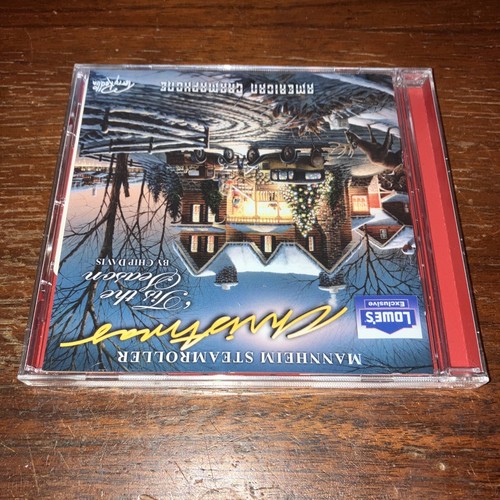 MANNHEIM STEAMROLLER
Christmas
'Tis the
Season
BY CHIP DAVIS
LOWE'S
Exclusive
AMERICAN GRAMAPHONE